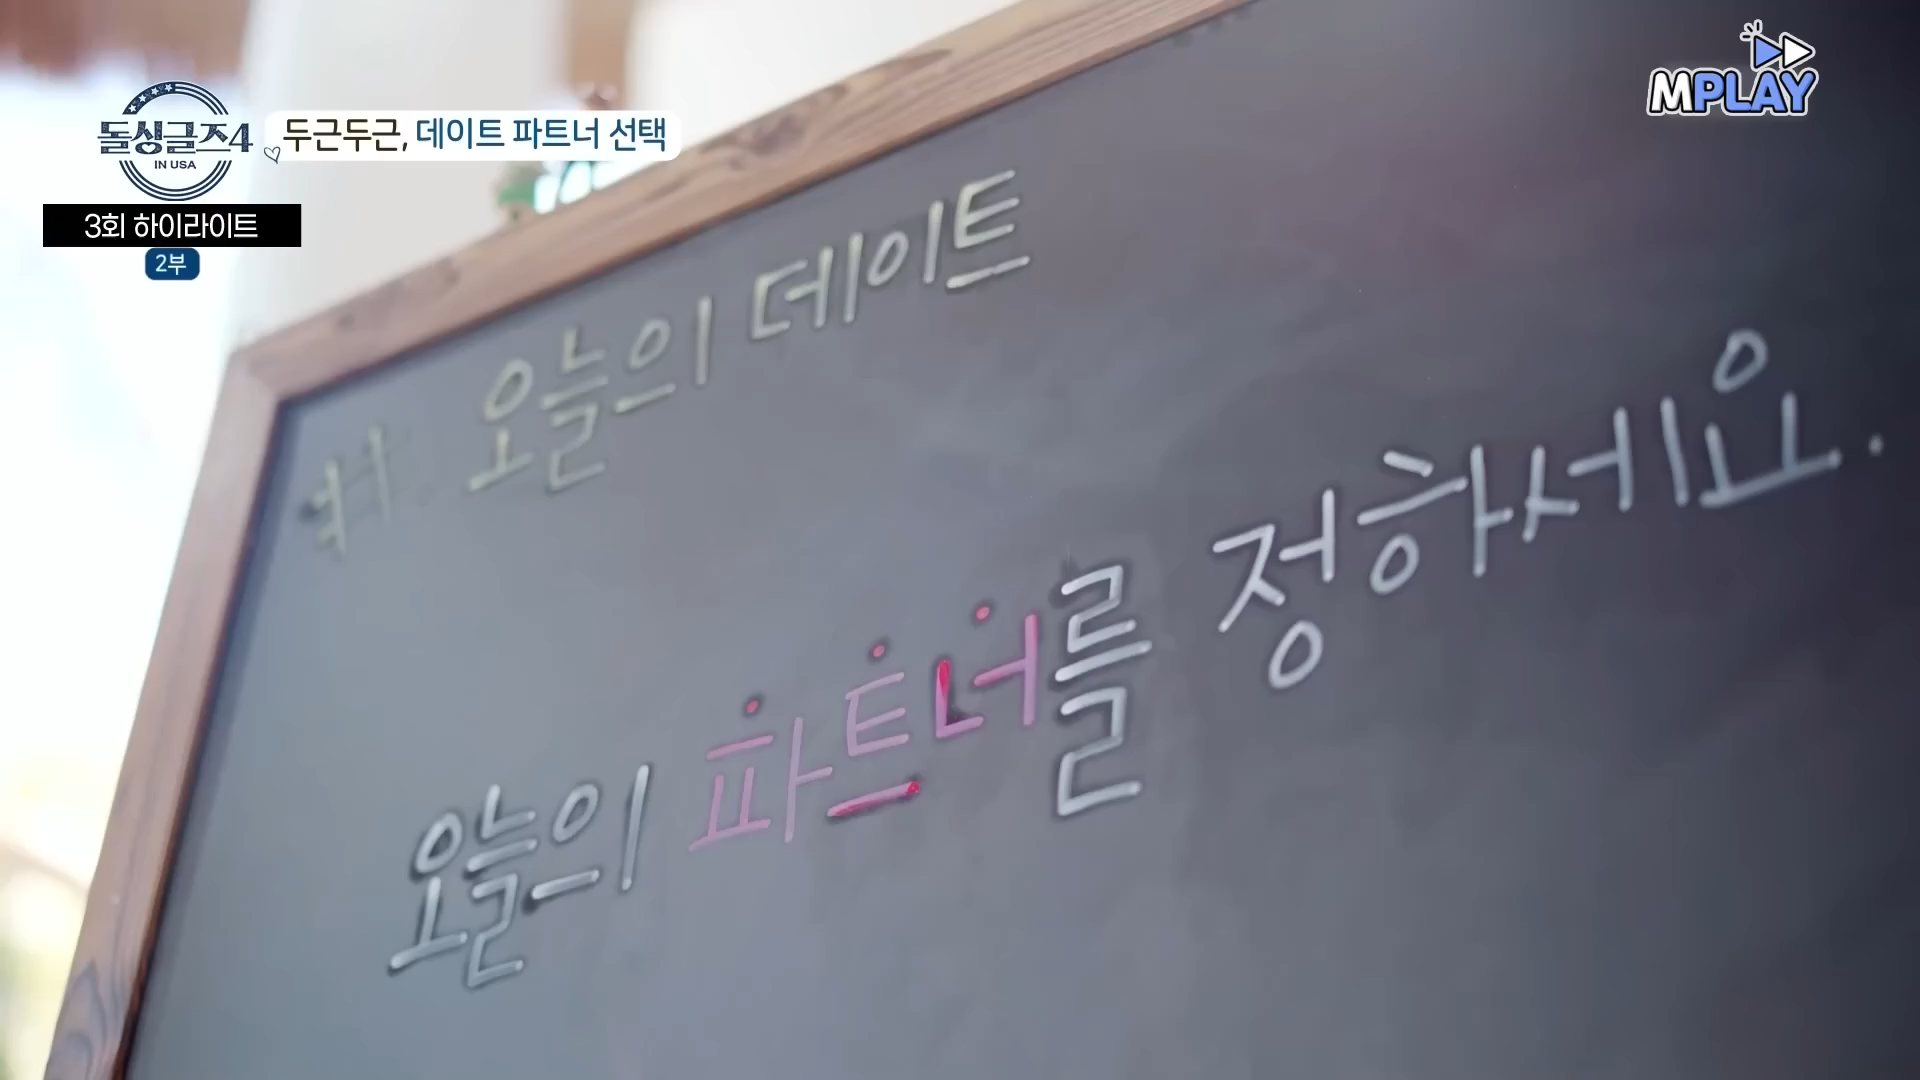 돌싱글즈4
IN USA
두근두근, 데이트 파트너 선택
3회 하이라이트
2부
MPLAY
#. 오늘의 데이트
오늘의 파트너를 정하세요.